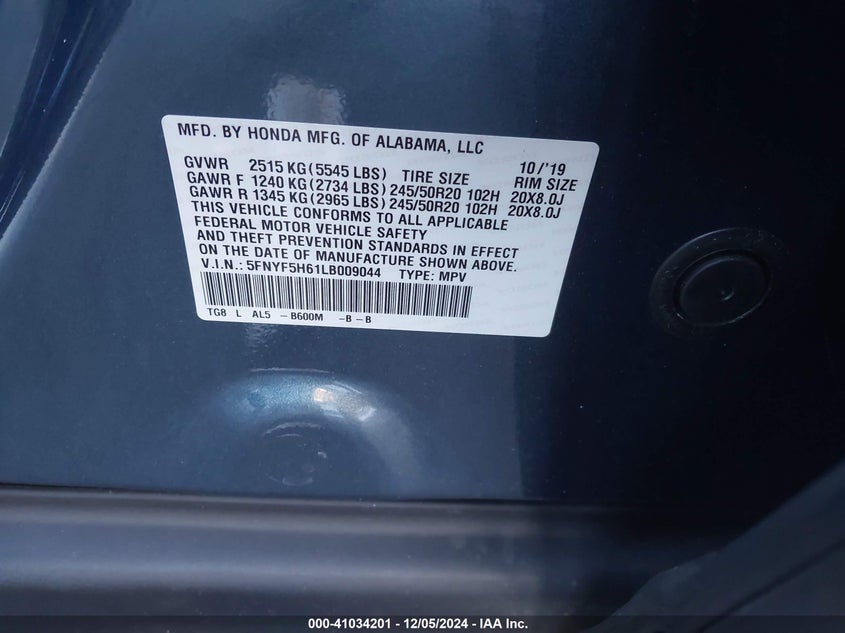 MFD. BY HONDA MFG. OF ALABAMA, LLC
GVWR 2515 KG(5545 LBS) TIRE SIZE 10/'19 RIM SIZE
GAWR F 1240 KG(2734 LBS) 245/50R20 102H 20X8.0J
GAWR R 1345 KG(2965 LBS) 245/50R20 102H 20X8.0J
THIS VEHICLE CONFORMS TO ALL APPLICABLE
FEDERAL MOTOR VEHICLE SAFETY
AND THEFT PREVENTION STANDARDS IN EFFECT
ON THE DATE OF MANUFACTURE SHOWN ABOVE.
V.I.N.: 5FNYF5H61LB009044 TYPE: MPV
TG8 L AL5 -B600M -B-B
000-41034201 - 12/05/2024 - IAA Inc.